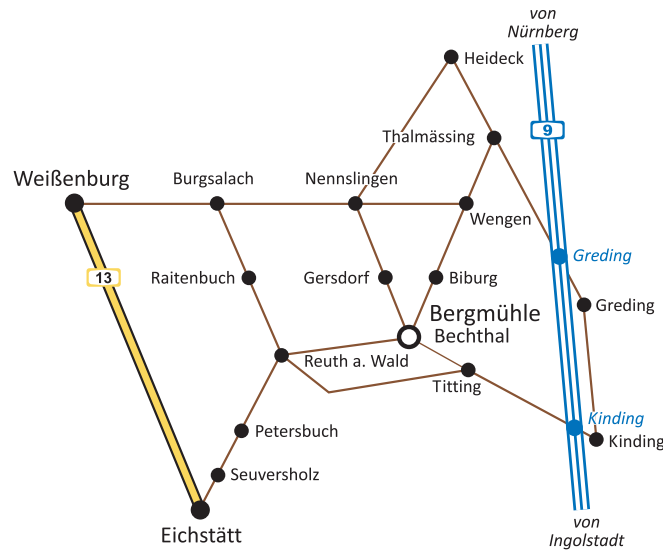 von
Nürnberg
Heideck
9
Thalmässing
Weißenburg
Burgsalach
Nennslingen
Wengen
Greding
13
Raitenbuch
Gersdorf
Biburg
Greding
Bergmühle
Bechthal
Reuth a. Wald
Titting
Kinding
Petersbuch
Kinding
Seuversholz
Eichstätt
von
Ingolstadt